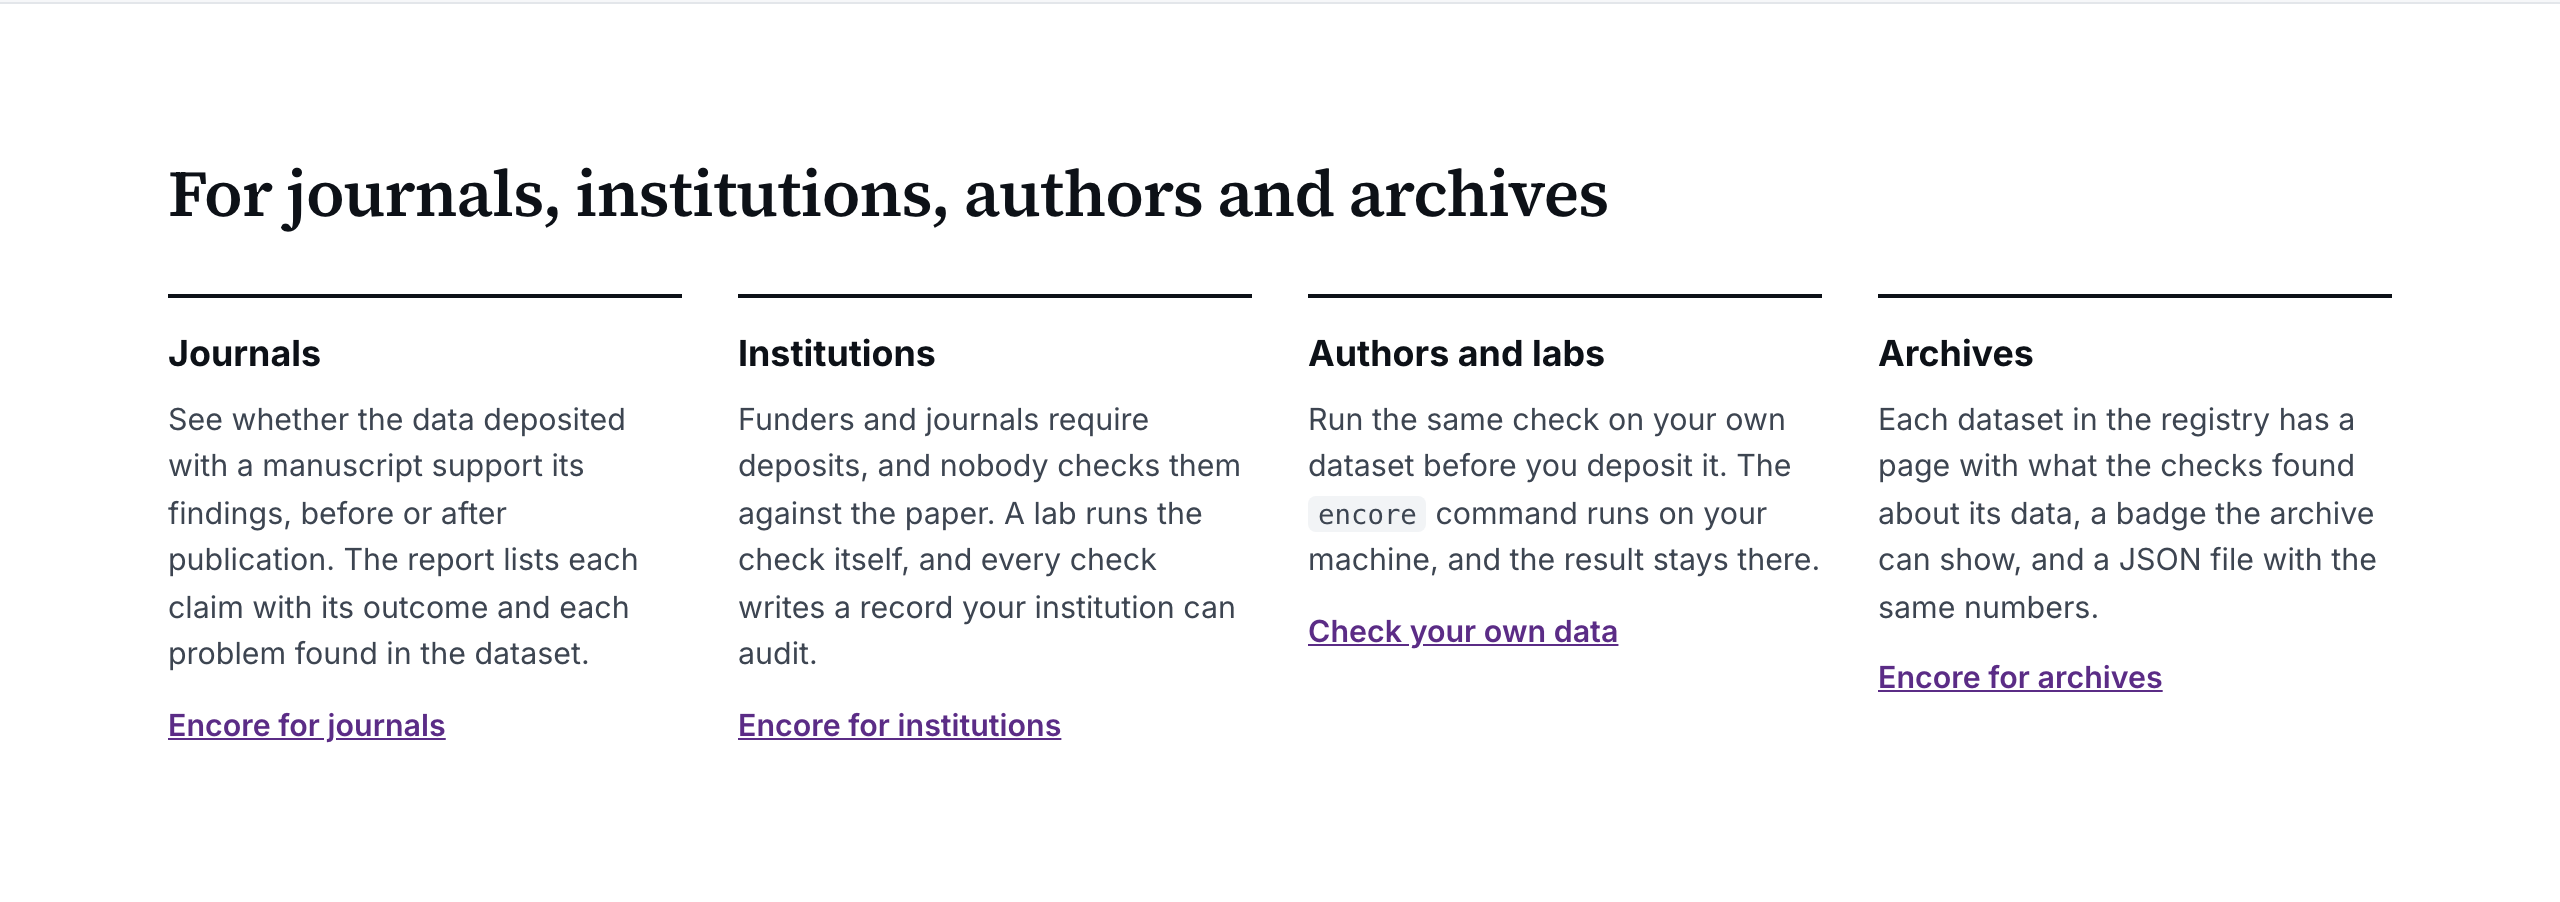 For journals, institutions, authors and archives
Journals
See whether the data deposited
with a manuscript support its
findings, before or after
publication. The report lists each
claim with its outcome and each
problem found in the dataset.
Encore for journals
Institutions
Funders and journals require
deposits, and nobody checks them
against the paper. A lab runs the
check itself, and every check
writes a record your institution can
audit.
Encore for institutions
Authors and labs
Run the same check on your own
dataset before you deposit it. The
encore command runs on your
machine, and the result stays there.
Check your own data
Archives
Each dataset in the registry has a
page with what the checks found
about its data, a badge the archive
can show, and a JSON file with the
same numbers.
Encore for archives